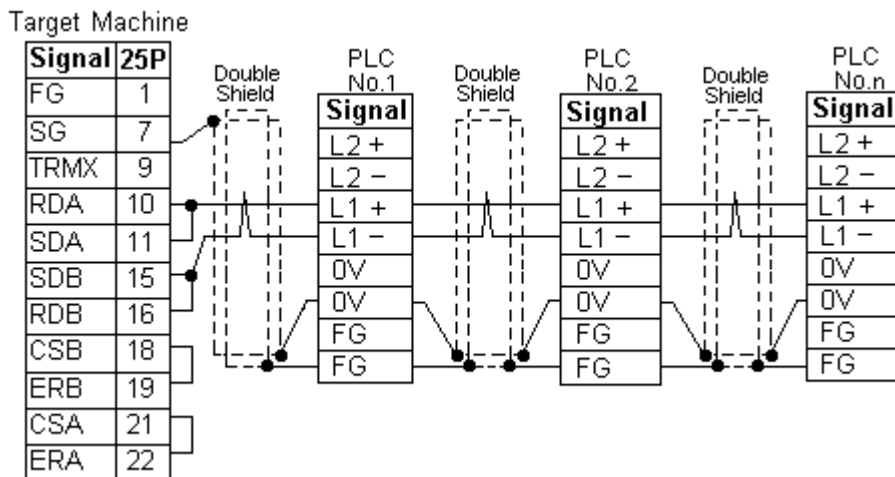 Target Machine
Signal 25P
FG 1
SG 7
TRMX 9
RDA 10
SDA 11
SDB 15
RDB 16
CSB 18
ERB 19
CSA 21
ERA 22
Double
Shield
PLC
No.1
Signal
L2 +
L2 −
L1 +
L1 −
0V
0V
FG
FG
Double
Shield
PLC
No.2
Signal
L2 +
L2 −
L1 +
L1 −
0V
0V
FG
FG
Double
Shield
PLC
No.n
Signal
L2 +
L2 −
L1 +
L1 −
0V
0V
FG
FG